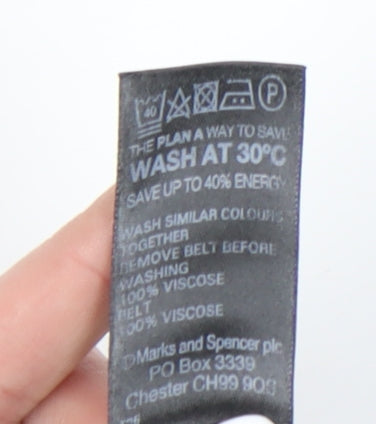 40 P
THE PLAN A WAY TO SAVE
WASH AT 30°C
SAVE UP TO 40% ENERGY
WASH SIMILAR COLOURS
TOGETHER
REMOVE BELT BEFORE
WASHING
100% VISCOSE
BELT
100% VISCOSE
©Marks and Spencer plc
PO Box 3339
Chester CH99 9QS